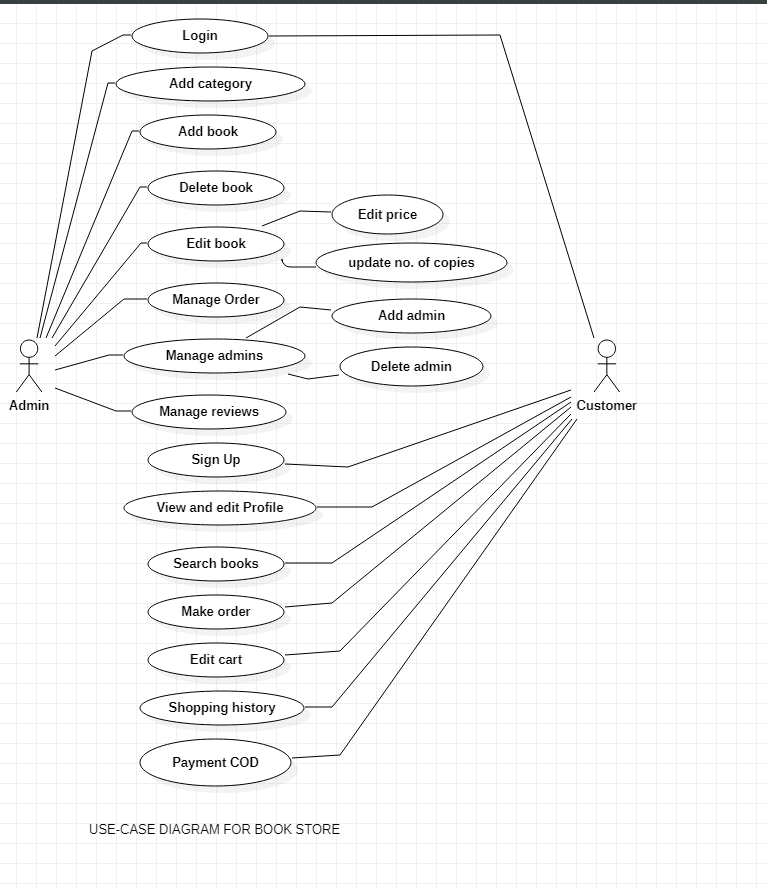 Login
Add category
Add book
Delete book
Edit price
Edit book
update no. of copies
Manage Order
Add admin
Manage admins
Delete admin
Admin
Customer
Manage reviews
Sign Up
View and edit Profile
Search books
Make order
Edit cart
Shopping history
Payment COD
USE-CASE DIAGRAM FOR BOOK STORE